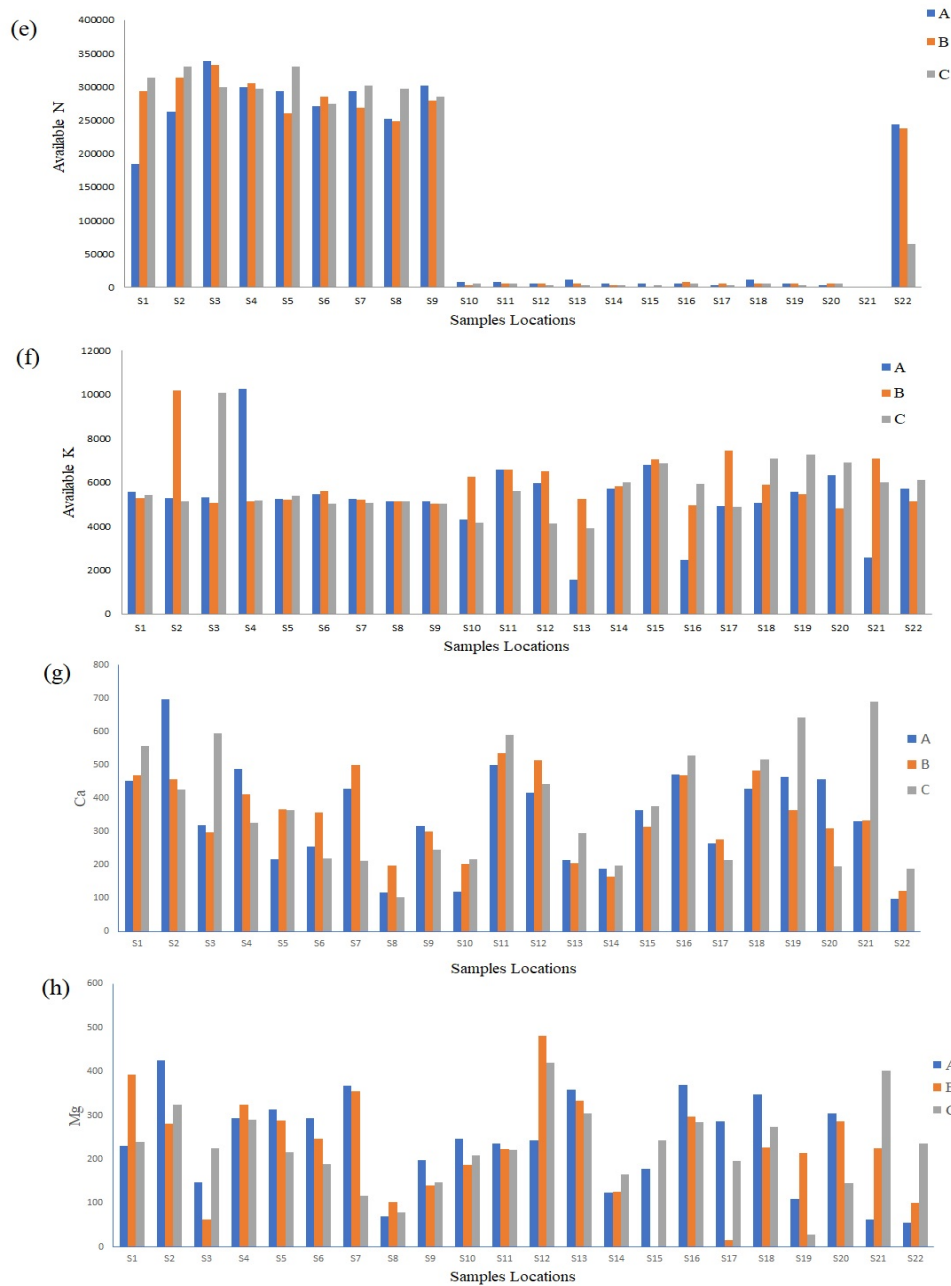 (e)
A
B
C
Available N
400000
350000
300000
250000
200000
150000
100000
50000
0
S1 S2 S3 S4 S5 S6 S7 S8 S9 S10 S11 S12 S13 S14 S15 S16 S17 S18 S19 S20 S21 S22
Samples Locations
(f)
A
B
C
Available K
12000
10000
8000
6000
4000
2000
0
S1 S2 S3 S4 S5 S6 S7 S8 S9 S10 S11 S12 S13 S14 S15 S16 S17 S18 S19 S20 S21 S22
Samples Locations
(g)
A
B
C
Ca
800
700
600
500
400
300
200
100
0
S1 S2 S3 S4 S5 S6 S7 S8 S9 S10 S11 S12 S13 S14 S15 S16 S17 S18 S19 S20 S21 S22
Samples Locations
(h)
Mg
600
500
400
300
200
100
0
S1 S2 S3 S4 S5 S6 S7 S8 S9 S10 S11 S12 S13 S14 S15 S16 S17 S18 S19 S20 S21 S22
Samples Locations